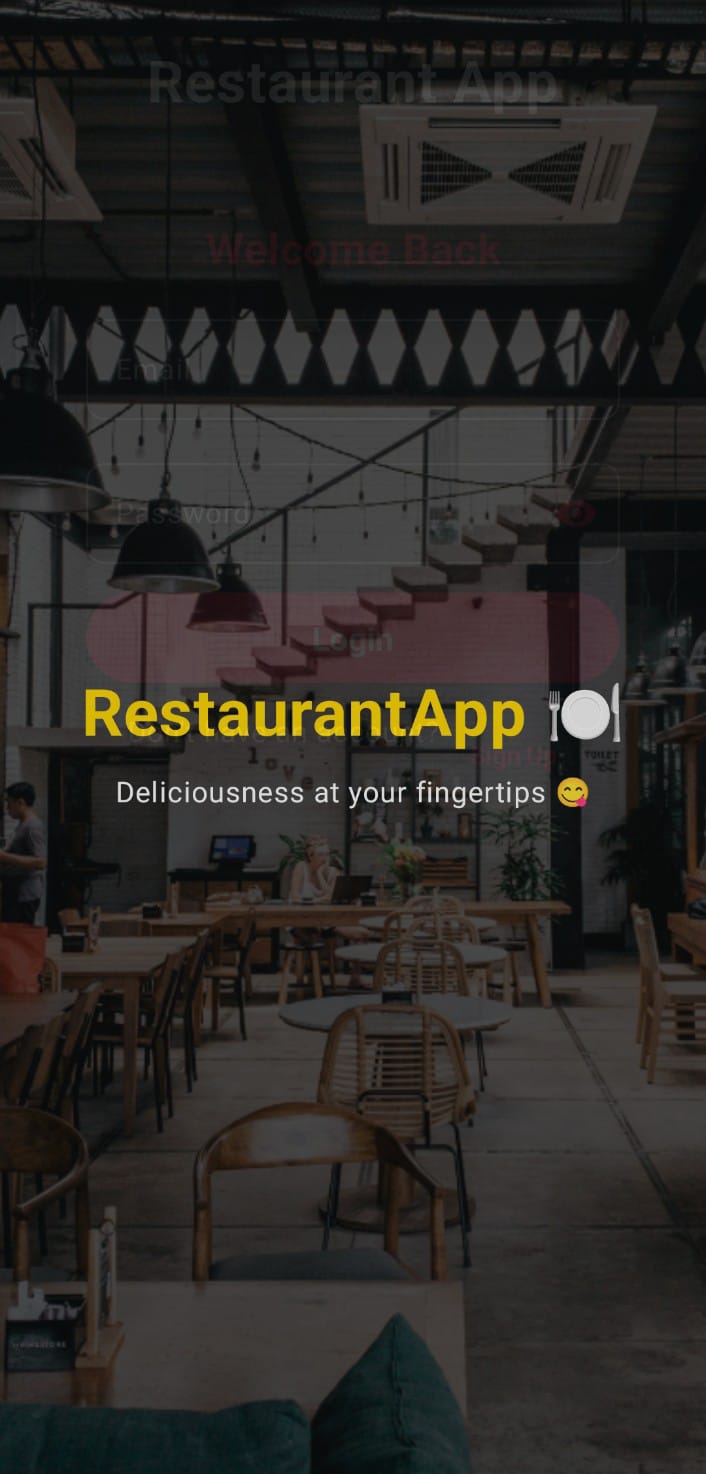 Restaurant App
Welcome Back
Email
Password
Login
RestaurantApp 🍽️
Sign Up
TOILET
love
Deliciousness at your fingertips 😋